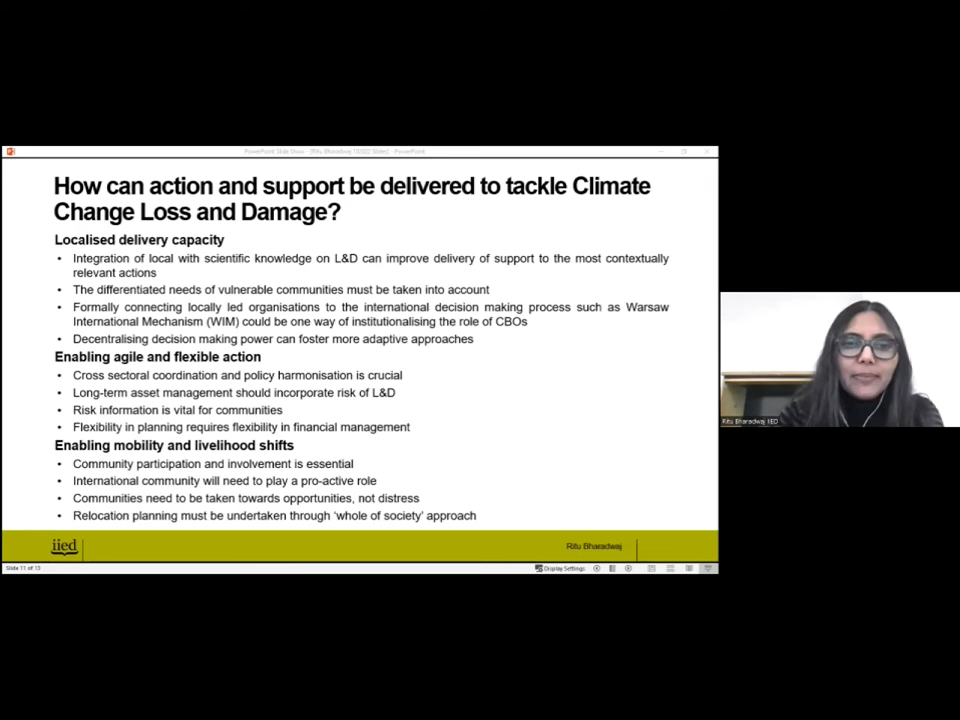 How can action and support be delivered to tackle Climate
Change Loss and Damage?
Localised delivery capacity
• Integration of local with scientific knowledge on L&D can improve delivery of support to the most contextually
relevant actions
• The differentiated needs of vulnerable communities must be taken into account
• Formally connecting locally led organisations to the international decision making process such as Warsaw
International Mechanism (WIM) could be one way of institutionalising the role of CBOs
• Decentralising decision making power can foster more adaptive approaches
Enabling agile and flexible action
• Cross sectoral coordination and policy harmonisation is crucial
• Long-term asset management should incorporate risk of L&D
• Risk information is vital for communities
• Flexibility in planning requires flexibility in financial management
Enabling mobility and livelihood shifts
• Community participation and involvement is essential
• International community will need to play a pro-active role
• Communities need to be taken towards opportunities, not distress
• Relocation planning must be undertaken through ‘whole of society’ approach
iied
Ritu Bharadwaj
Slide 11 of 13
Display Settings
Ritu Bharadwaj IIED